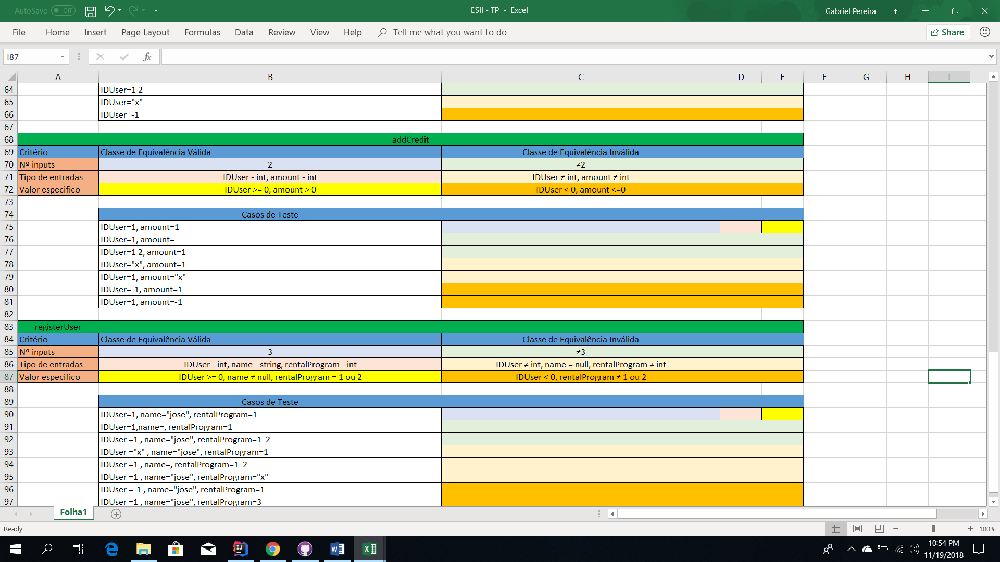 AutoSave Off
ESII - TP - Excel
Gabriel Pereira
File Home Insert Page Layout Formulas Data Review View Help Tell me what you want to do
Share
I87
fx
A B C D E F G H I
64 IDUser=1 2
65 IDUser="x"
66 IDUser=-1
67
68 addCredit
69 Critério Classe de Equivalência Válida Classe de Equivalência Inválida
70 Nº inputs 2 ≠2
71 Tipo de entradas IDUser - int, amount - int IDUser ≠ int, amount ≠ int
72 Valor especifico IDUser >= 0, amount > 0 IDUser < 0, amount <=0
73
74 Casos de Teste
75 IDUser=1, amount=1
76 IDUser=1, amount=
77 IDUser=1 2, amount=1
78 IDUser="x", amount=1
79 IDUser=1, amount="x"
80 IDUser=-1, amount=1
81 IDUser=1, amount=-1
82
83 registerUser
84 Critério Classe de Equivalência Válida Classe de Equivalência Inválida
85 Nº inputs 3 ≠3
86 Tipo de entradas IDUser - int, name - string, rentalProgram - int IDUser ≠ int, name = null, rentalProgram ≠ int
87 Valor especifico IDUser >= 0, name ≠ null, rentalProgram = 1 ou 2 IDUser < 0, rentalProgram ≠ 1 ou 2
88
89 Casos de Teste
90 IDUser=1, name="jose", rentalProgram=1
91 IDUser=1,name=, rentalProgram=1
92 IDUser =1 , name="jose", rentalProgram=1  2
93 IDUser ="x" , name="jose", rentalProgram=1
94 IDUser =1 , name=, rentalProgram=1  2
95 IDUser =1 , name="jose", rentalProgram="x"
96 IDUser =-1 , name="jose", rentalProgram=1
97 IDUser =1 , name="jose", rentalProgram=3
Folha1
Ready
100%
10:54 PM
11/19/2018